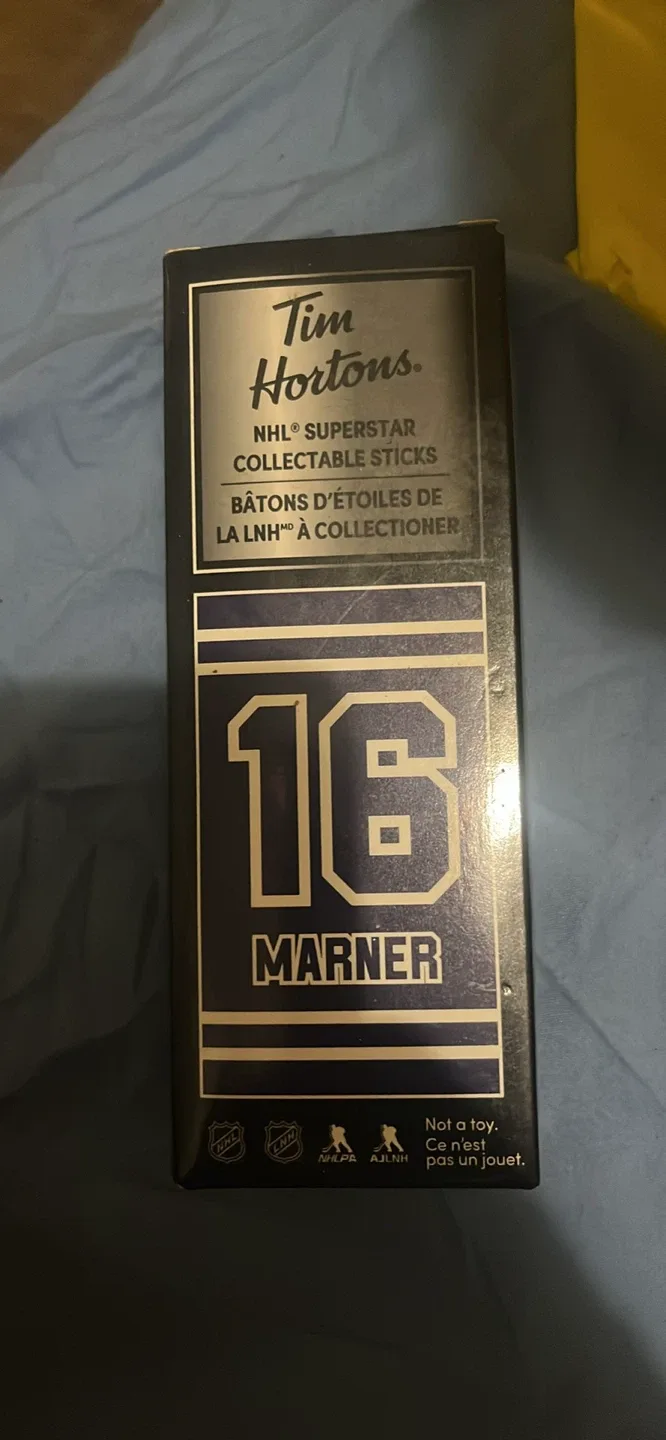 Tim
Hortons®
NHL® SUPERSTAR
COLLECTABLE STICKS
BÂTONS D'ÉTOILES DE
LA LNHᴹᴰ À COLLECTIONER
16
MARNER
NHL
LNH
NHLPA
AJLNH
Not a toy.
Ce n'est
pas un jouet.